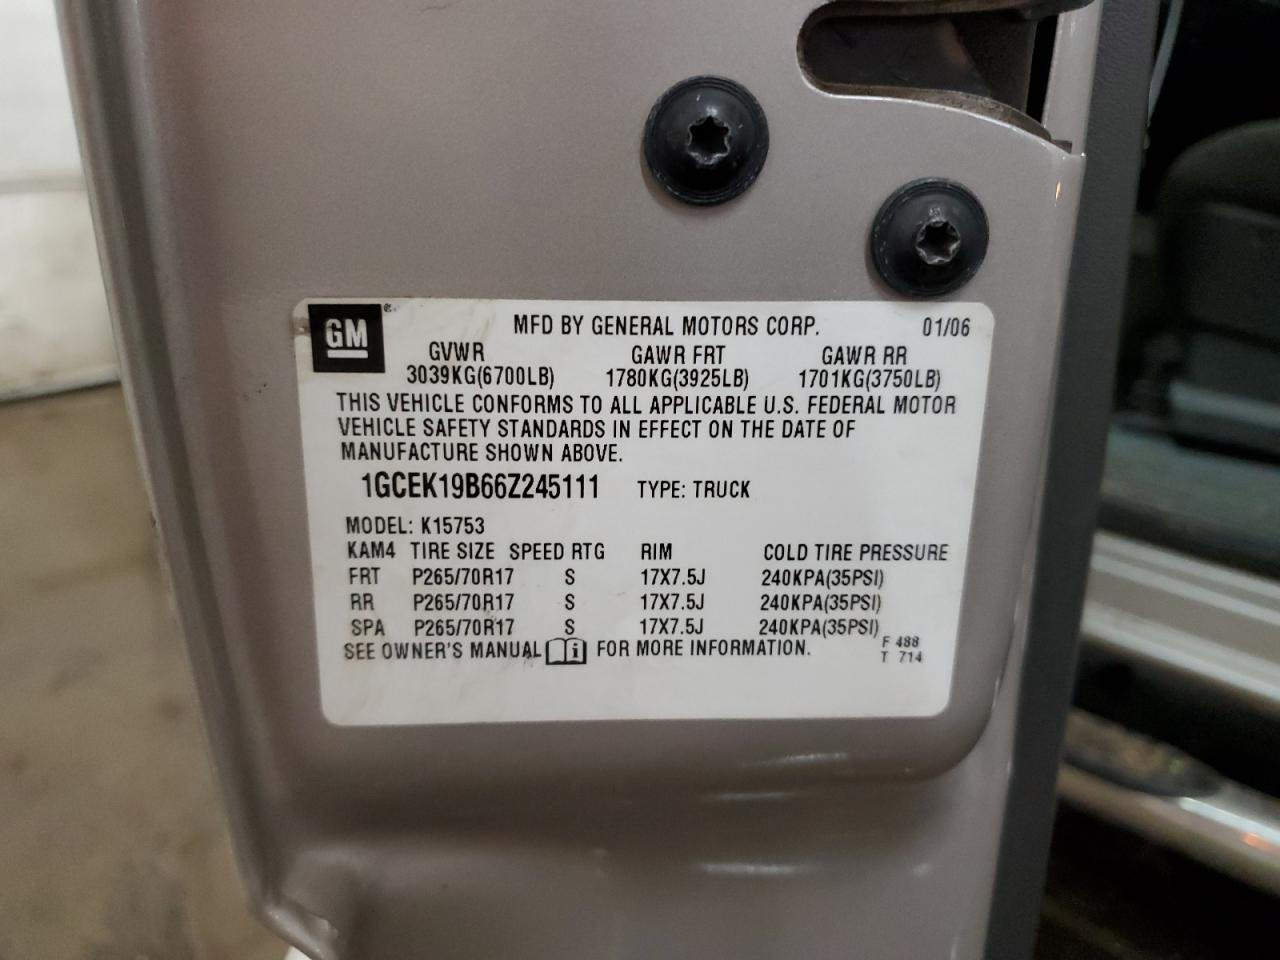 GM
MFD BY GENERAL MOTORS CORP. 01/06
GVWR GAWR FRT GAWR RR
3039KG(6700LB) 1780KG(3925LB) 1701KG(3750LB)
THIS VEHICLE CONFORMS TO ALL APPLICABLE U.S. FEDERAL MOTOR
VEHICLE SAFETY STANDARDS IN EFFECT ON THE DATE OF
MANUFACTURE SHOWN ABOVE.
1GCEK19B66Z245111 TYPE: TRUCK
MODEL: K15753
KAM4 TIRE SIZE SPEED RTG RIM COLD TIRE PRESSURE
FRT P265/70R17 S 17X7.5J 240KPA(35PSI)
RR P265/70R17 S 17X7.5J 240KPA(35PSI)
SPA P265/70R17 S 17X7.5J 240KPA(35PSI)
SEE OWNER'S MANUAL i FOR MORE INFORMATION.
F 488
T 714